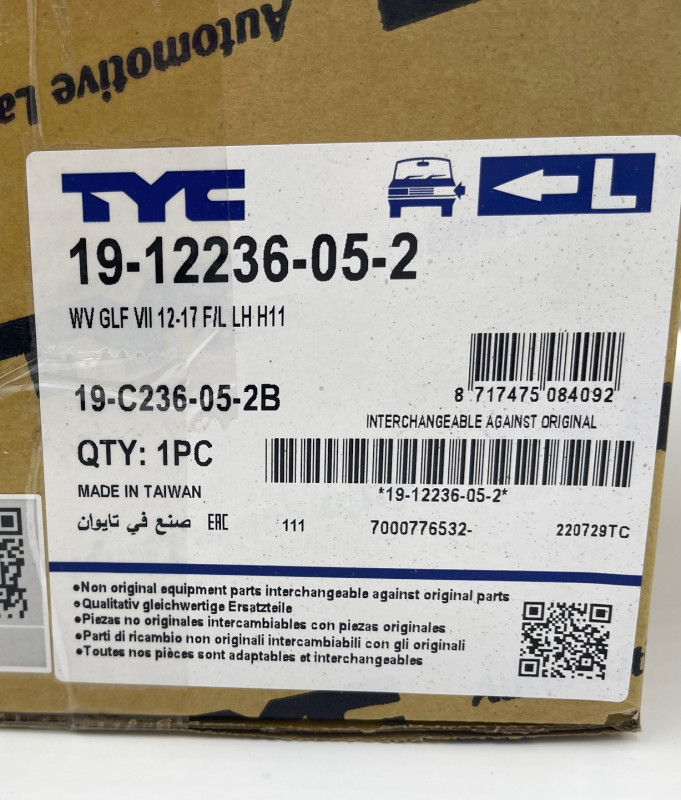 Automotive La
TYC
L
19-12236-05-2
WV GLF VII 12-17 F/L LH H11
8 717475 084092
19-C236-05-2B
INTERCHANGEABLE AGAINST ORIGINAL
QTY: 1PC
*19-12236-05-2*
MADE IN TAIWAN
صنع في تايوان EAC 111 7000776532- 220729TC
•Non original equipment parts interchangeable against original parts
•Qualitativ gleichwertige Ersatzteile
•Piezas no originales intercambiables con piezas originales
•Parti di ricambio non originali intercambiabili con gli originali
•Toutes nos pièces sont adaptables et interchangeables